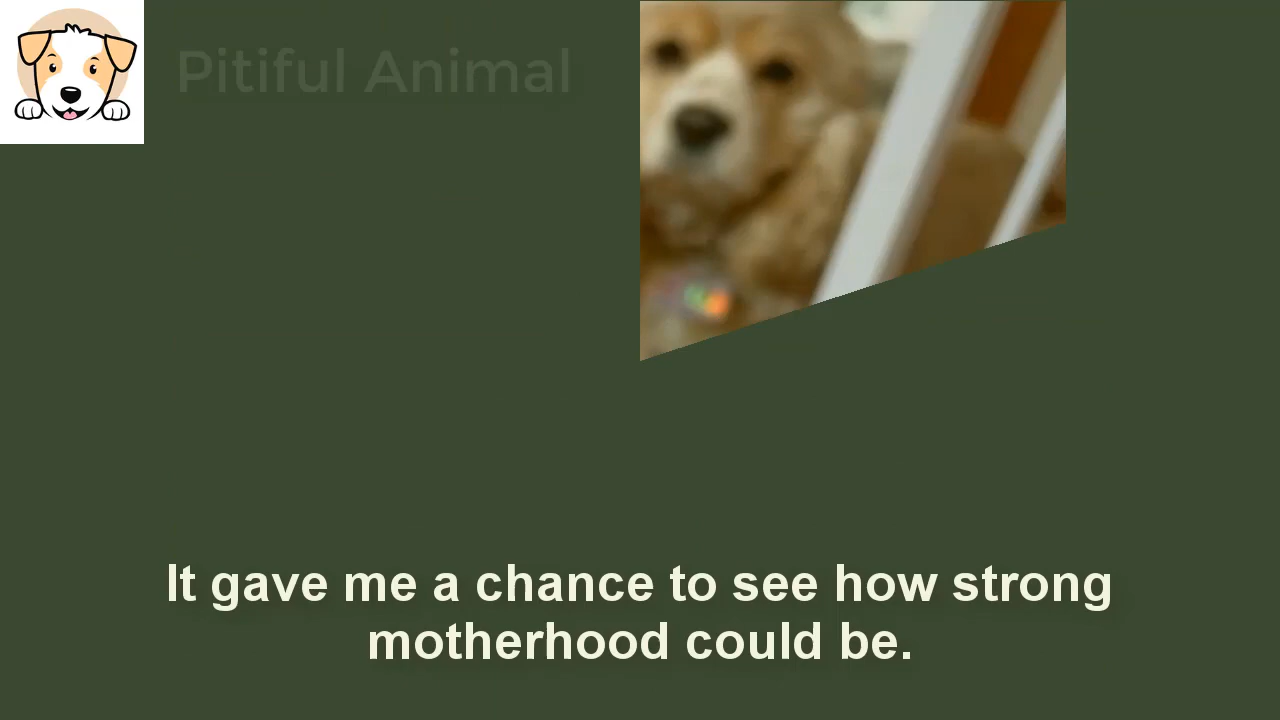 Pitiful Animal
It gave me a chance to see how strong
motherhood could be.